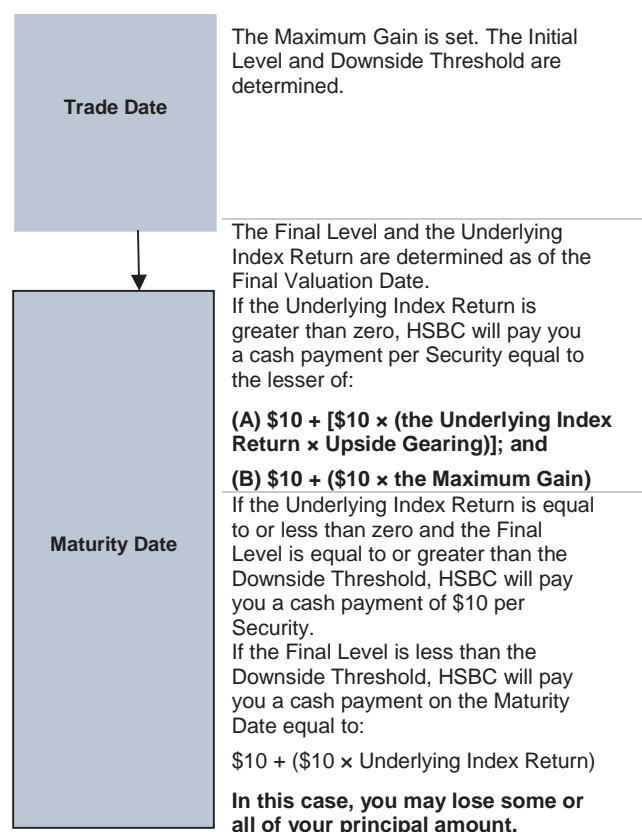 Trade Date
The Maximum Gain is set. The Initial
Level and Downside Threshold are
determined.
Maturity Date
The Final Level and the Underlying
Index Return are determined as of the
Final Valuation Date.
If the Underlying Index Return is
greater than zero, HSBC will pay you
a cash payment per Security equal to
the lesser of:
(A) $10 + [$10 × (the Underlying Index
Return × Upside Gearing)]; and
(B) $10 + ($10 × the Maximum Gain)
If the Underlying Index Return is equal
to or less than zero and the Final
Level is equal to or greater than the
Downside Threshold, HSBC will pay
you a cash payment of $10 per
Security.
If the Final Level is less than the
Downside Threshold, HSBC will pay
you a cash payment on the Maturity
Date equal to:
$10 + ($10 × Underlying Index Return)
In this case, you may lose some or
all of your principal amount.